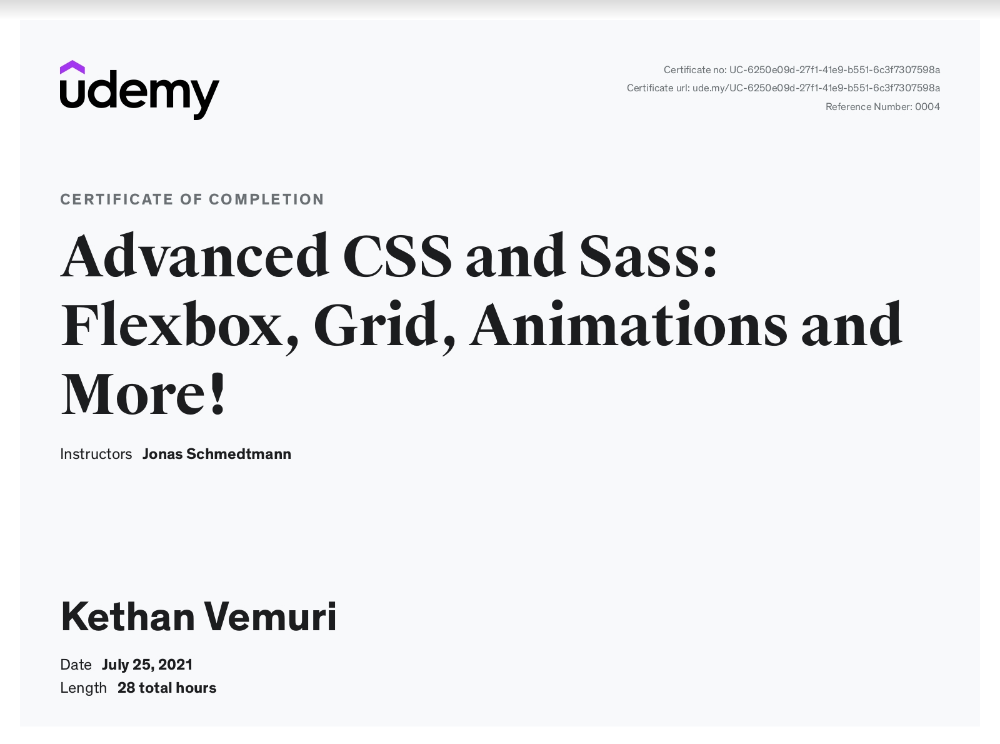 udemy
Certificate no: UC-6250e09d-27f1-41e9-b551-6c3f7307598a
Certificate url: ude.my/UC-6250e09d-27f1-41e9-b551-6c3f7307598a
Reference Number: 0004
CERTIFICATE OF COMPLETION
Advanced CSS and Sass:
Flexbox, Grid, Animations and
More!
Instructors Jonas Schmedtmann
Kethan Vemuri
Date July 25, 2021
Length 28 total hours